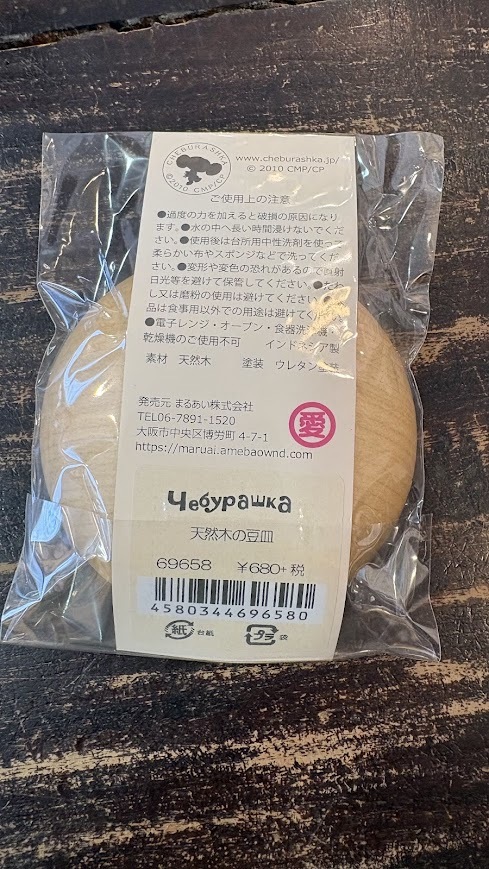 CHEBURASHKA
©2010 CMP/CP
www.cheburashka.jp/
© 2010 CMP/CP
ご使用上の注意
●過度の力を加えると破損の原因になり
ます。●水の中へ長い時間浸けないでくだ
さい。●使用後は台所用中性洗剤を使って
柔らかい布やスポンジなどで洗ってくだ
さい。●変形や変色の恐れがあるので直射
日光等を避けて保管してください。●たわ
し又は磨粉の使用は避けてください。
品は食事用以外での用途は避けてください。
●電子レンジ・オーブン・食器洗浄機・
乾燥機のご使用不可 インドネシア製
素材 天然木 塗装 ウレタン塗装
発売元 まるあい株式会社
TEL06-7891-1520
大阪市中央区博労町 4-7-1
https://maruai.amebaownd.com
愛
Чебурашка
天然木の豆皿
69658 ¥680+税
4580344696580
紙 台紙 プラ 袋